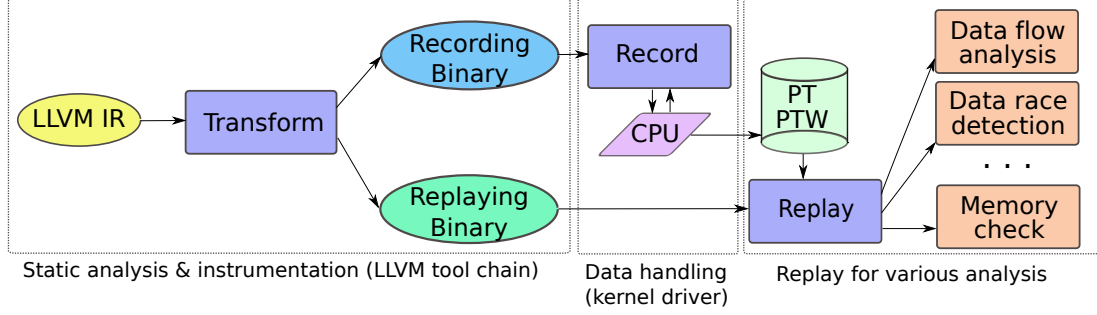 LLVM IR
Transform
Recording
Binary
Replaying
Binary
Static analysis & instrumentation (LLVM tool chain)
Record
CPU
Data handling
(kernel driver)
PT
PTW
Replay
Data flow
analysis
Data race
detection
. . .
Memory
check
Replay for various analysis